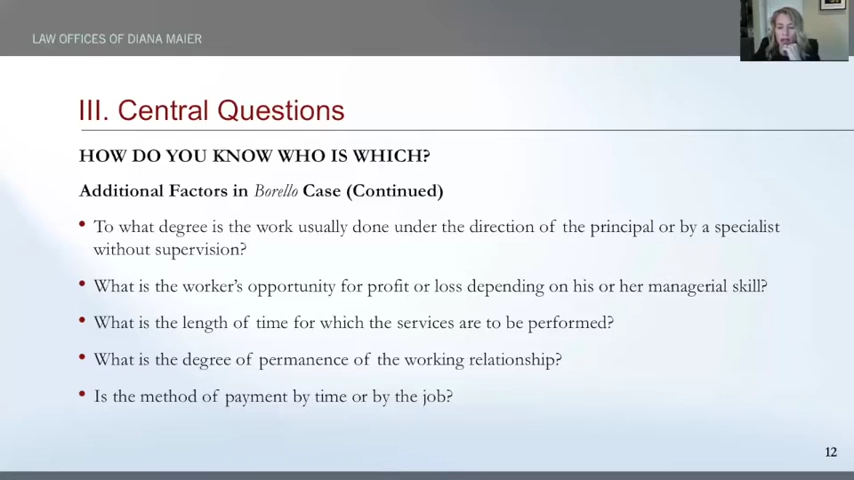 LAW OFFICES OF DIANA MAIER
III. Central Questions
HOW DO YOU KNOW WHO IS WHICH?
Additional Factors in Borello Case (Continued)
• To what degree is the work usually done under the direction of the principal or by a specialist
without supervision?
• What is the worker's opportunity for profit or loss depending on his or her managerial skill?
• What is the length of time for which the services are to be performed?
• What is the degree of permanence of the working relationship?
• Is the method of payment by time or by the job?
12